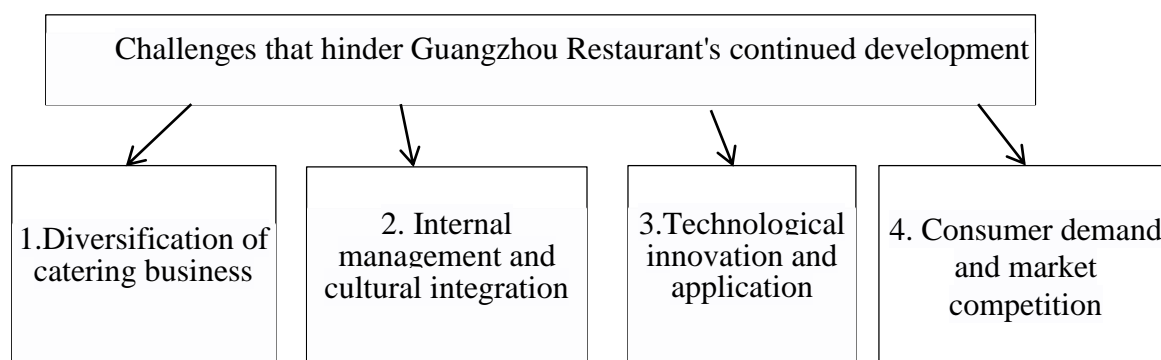 Challenges that hinder Guangzhou Restaurant's continued development
1.Diversification of
catering business
2. Internal
management and
cultural integration
3.Technological
innovation and
application
4. Consumer demand
and market
competition